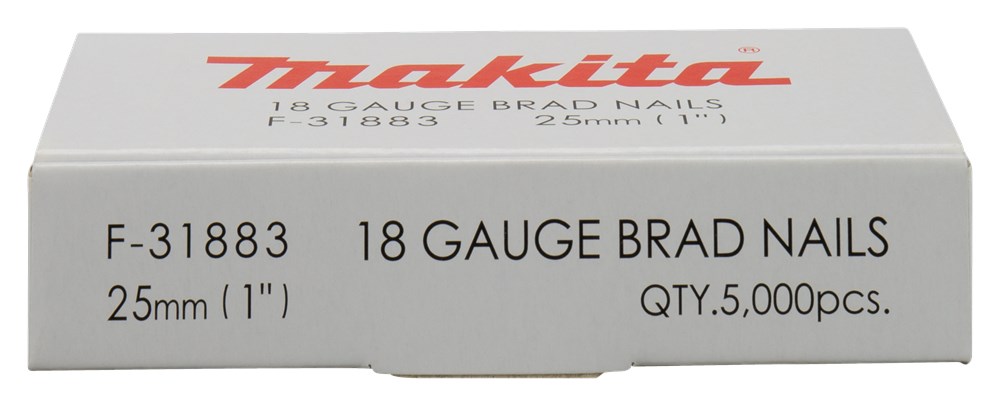 makita®
18 GAUGE BRAD NAILS
F-31883 25mm (1")
F-31883 18 GAUGE BRAD NAILS
25mm (1") QTY.5,000pcs.